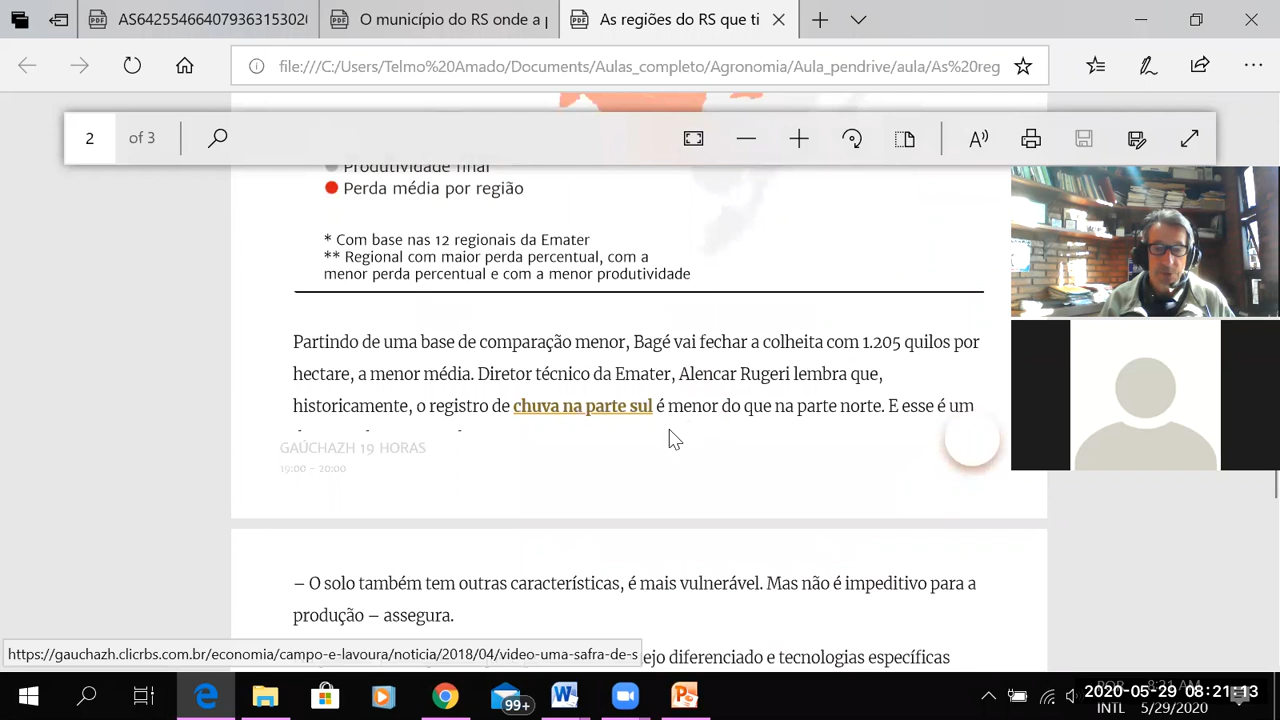 AS64255466407936315302
O município do RS onde a p
As regiões do RS que ti
file:///C:/Users/Telmo%20Amado/Documents/Aulas_completo/Agronomia/Aula_pendrive/aula/As%20reg
2 of 3
Produtividade final
Perda média por região
* Com base nas 12 regionais da Emater
** Regional com maior perda percentual, com a
menor perda percentual e com a menor produtividade
Partindo de uma base de comparação menor, Bagé vai fechar a colheita com 1.205 quilos por
hectare, a menor média. Diretor técnico da Emater, Alencar Rugeri lembra que,
historicamente, o registro de chuva na parte sul é menor do que na parte norte. E esse é um
GAÚCHAZH 19 HORAS
19:00 - 20:00
– O solo também tem outras características, é mais vulnerável. Mas não é impeditivo para a
produção – assegura.
https://gauchazh.clicrbs.com.br/economia/campo-e-lavoura/noticia/2018/04/video-uma-safra-de-s
ejo diferenciado e tecnologias específicas
99+
POR 8:21 AM
2020-05-29 08:21:13
INTL 5/29/2020